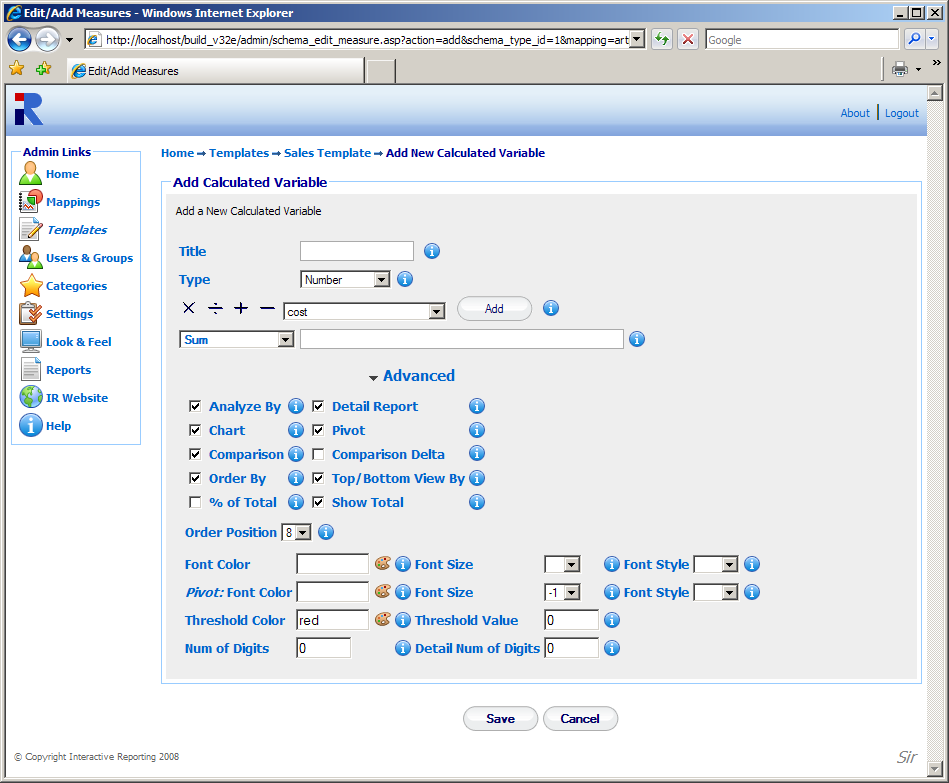 Edit/Add Measures - Windows Internet Explorer
http://localhost/build_v32e/admin/schema_edit_measure.asp?action=add&schema_type_id=1&mapping=art
Google
Edit/Add Measures
R
About | Logout
Admin Links
Home
Mappings
Templates
Users & Groups
Categories
Settings
Look & Feel
Reports
IR Website
Help
Home → Templates → Sales Template → Add New Calculated Variable
Add Calculated Variable
Add a New Calculated Variable
Title
Type Number
× ÷ + − cost Add
Sum
Advanced
Analyze By Detail Report
Chart Pivot
Comparison Comparison Delta
Order By Top/Bottom View By
% of Total Show Total
Order Position 8
Font Color Font Size Font Style
Pivot: Font Color Font Size -1 Font Style
Threshold Color red Threshold Value 0
Num of Digits 0 Detail Num of Digits 0
Save Cancel
© Copyright Interactive Reporting 2008
Sir